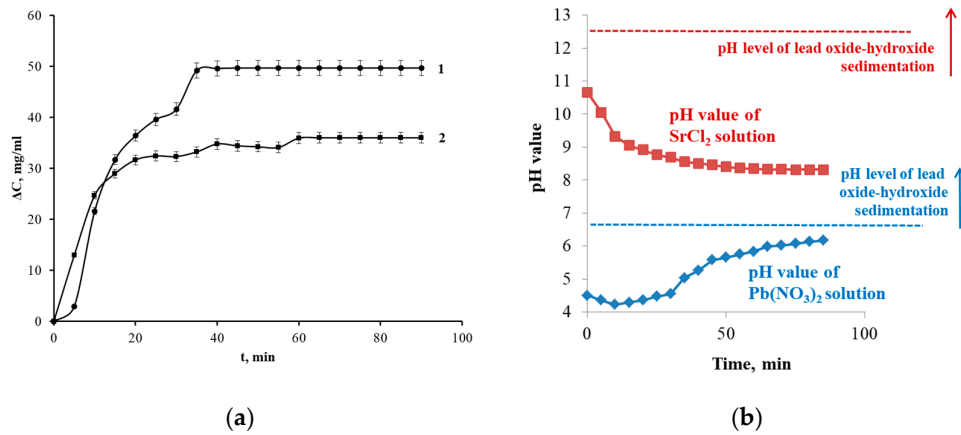 60
50
40
30
20
10
0
ΔC, mg/ml
1
2
0
20
40
60
80
100
t, min
(a)
13
12
11
10
9
8
7
6
5
4
pH value
pH level of lead oxide-hydroxide
sedimentation
pH value of
SrCl2 solution
pH level of lead
oxide-hydroxide
sedimentation
pH value of
Pb(NO3)2 solution
0
50
100
Time, min
(b)